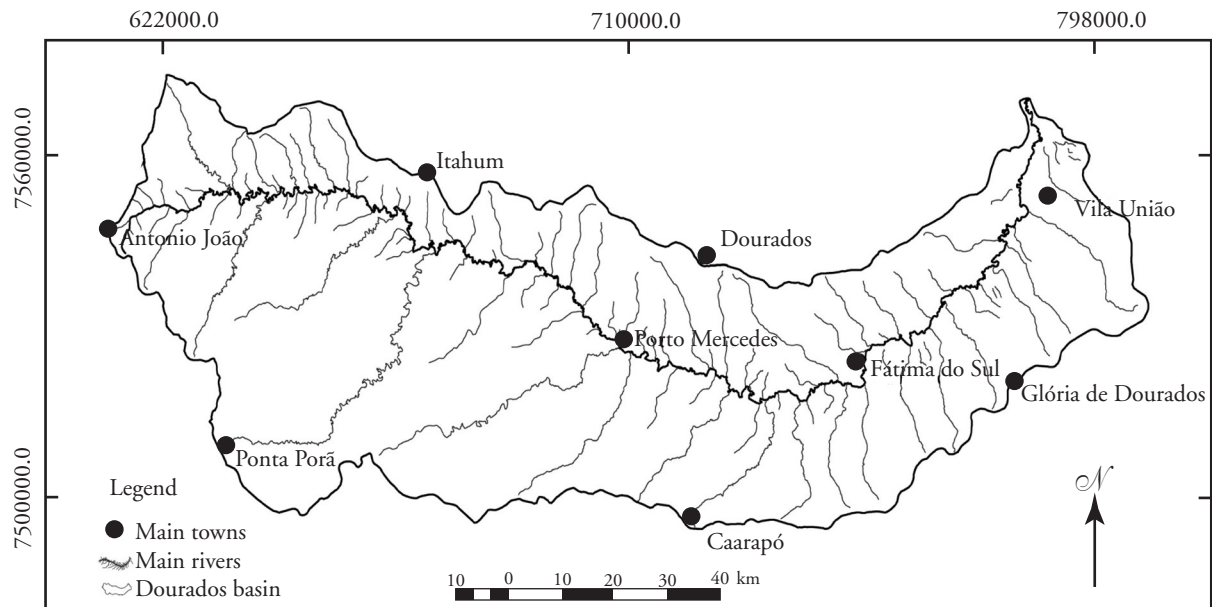 622000.0 710000.0 798000.0
7560000.0
7500000.0
Itahum
Vila União
Antonio João
Dourados
Porto Mercedes
Fátima do Sul
Glória de Dourados
Ponta Porã
Caarapó
N
Legend
Main towns
Main rivers
Dourados basin
10 0 10 20 30 40 km